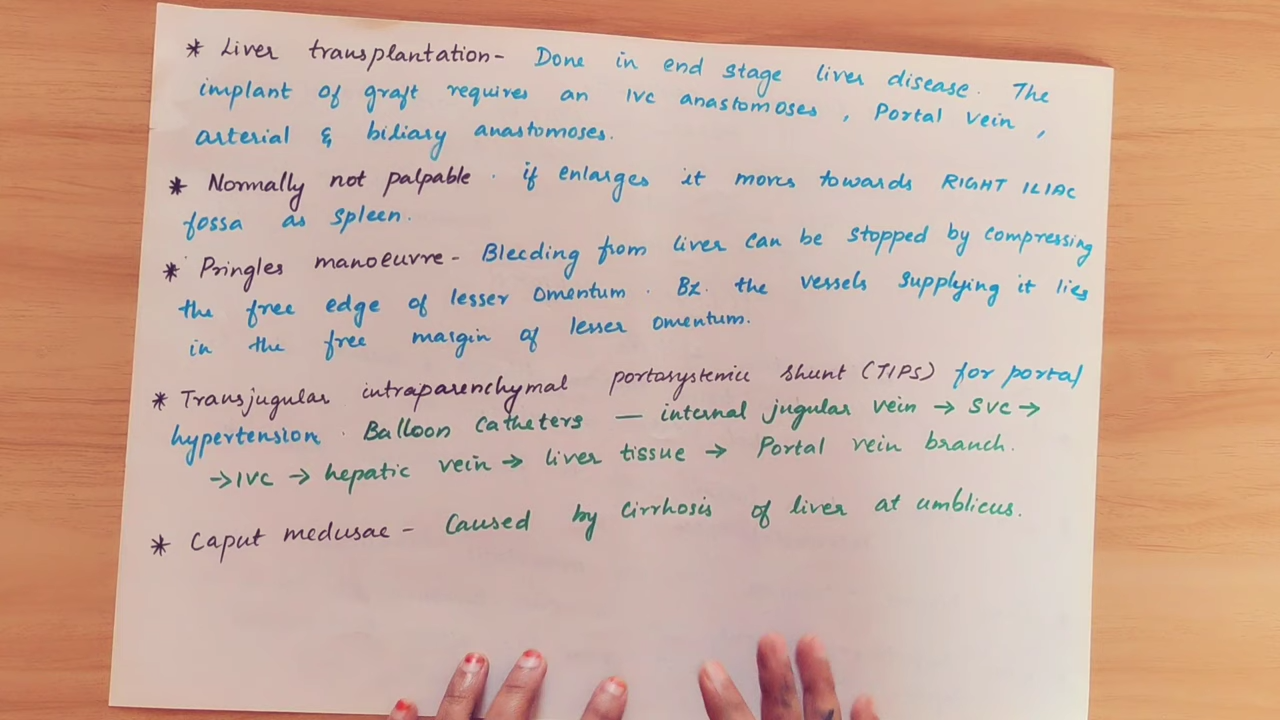 * Liver transplantation- Done in end stage liver disease. The
implant of graft requires an IVC anastomoses, Portal vein,
arterial & biliary anastomoses.
* Normally not palpable. if enlarges it moves towards RIGHT ILIAC
fossa as spleen.
* Pringles manoeuvre- Bleeding from liver can be stopped by compressing
the free edge of lesser omentum. Bz. the vessels supplying it lies
in the free margin of lesser omentum.
* Transjugular intraparenchymal portasystemic shunt (TIPS) for portal
hypertension. Balloon catheters — internal jugular vein → SVC →
→ IVC → hepatic vein → liver tissue → Portal vein branch.
* Caput medusae - Caused by cirrhosis of liver at umblicus.